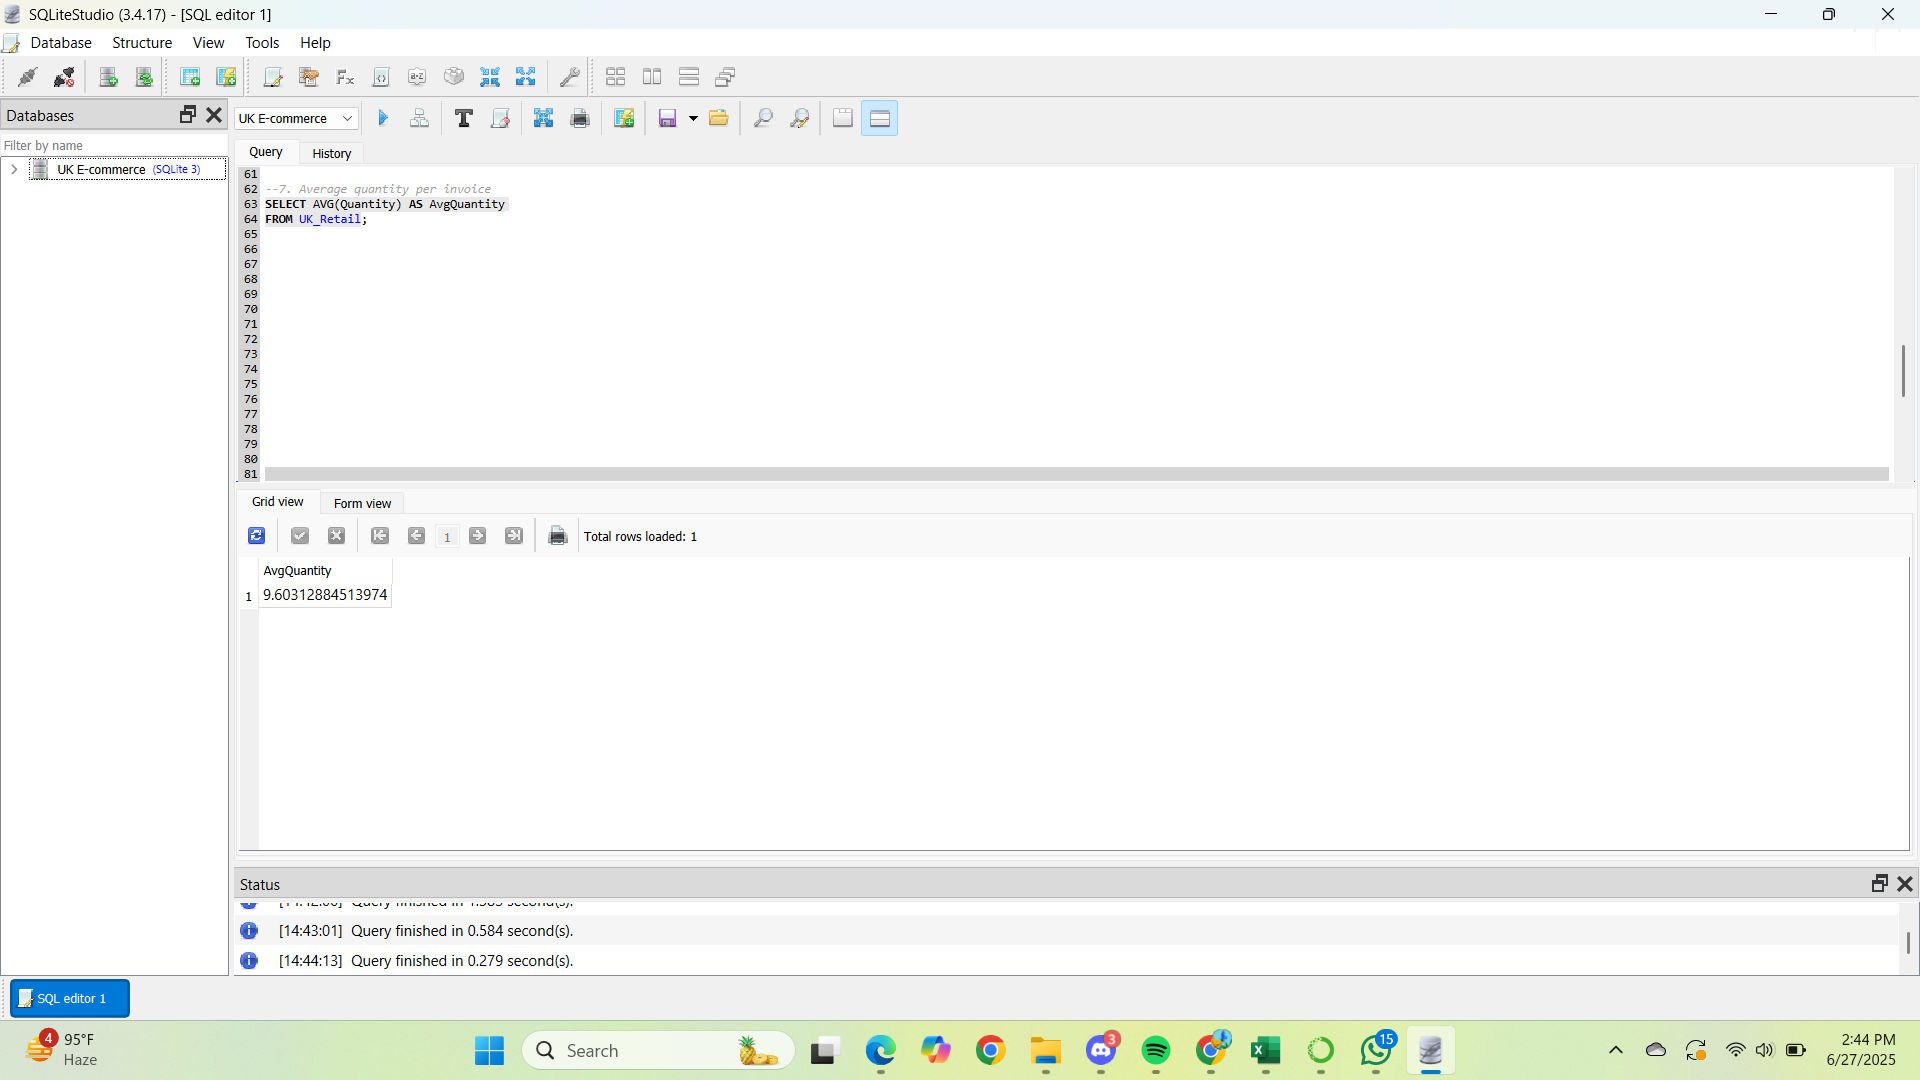 SQLiteStudio (3.4.17) - [SQL editor 1]
Database Structure View Tools Help
Databases
UK E-commerce
Filter by name
UK E-commerce (SQLite 3)
Query History
61
62 --7. Average quantity per invoice
63 SELECT AVG(Quantity) AS AvgQuantity
64 FROM UK_Retail;
65
66
67
68
69
70
71
72
73
74
75
76
77
78
79
80
81
Grid view Form view
1 Total rows loaded: 1
AvgQuantity
1 9.60312884513974
Status
[14:42:00] Query finished in 1.585 second(s).
[14:43:01] Query finished in 0.584 second(s).
[14:44:13] Query finished in 0.279 second(s).
SQL editor 1
4
95°F
Haze
Search
3
15
2:44 PM
6/27/2025